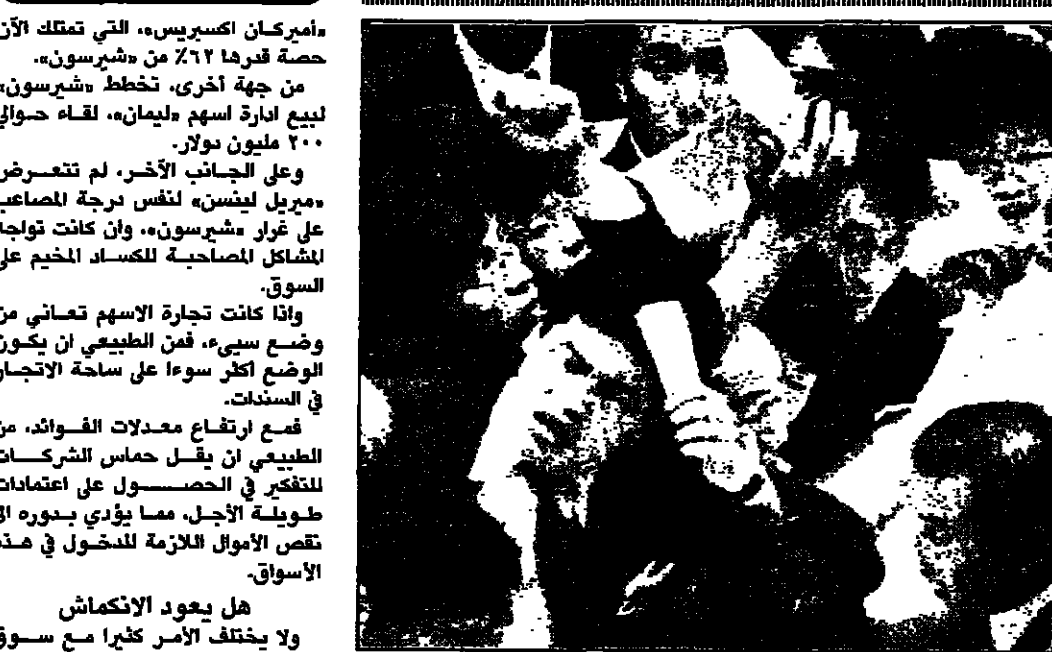 «أميركان اكسبريس»، التي تمتلك الآن
حصة قدرها ٦٢٪ من «شيرسون».
من جهة أخرى، تخطط «شيرسون»
لبيع ادارة اسهم «ليمان»، لقاء حوالي
٢٠٠ مليون دولار.
وعلى الجانب الآخر، لم تتعرض
«ميريل لينسن» لنفس درجة المصاعب
على غرار «شيرسون»، وان كانت تواجه
المشاكل المصاحبة للكساد المخيم على
السوق.
واذا كانت تجارة الاسهم تعاني من
وضع سييء، فمن الطبيعي ان يكون
الوضع اكثر سوءا على ساحة الاتجار
في السندات.
فمع ارتفاع معدلات الفوائد، من
الطبيعي ان يقل حماس الشركات
للتفكير في الحصول على اعتمادات
طويلة الأجل، مما يؤدي بدوره الى
نقص الأموال اللازمة للدخول في هذه
الأسواق.
هل يعود الانكماش
ولا يختلف الأمر كثيرا مع سوق